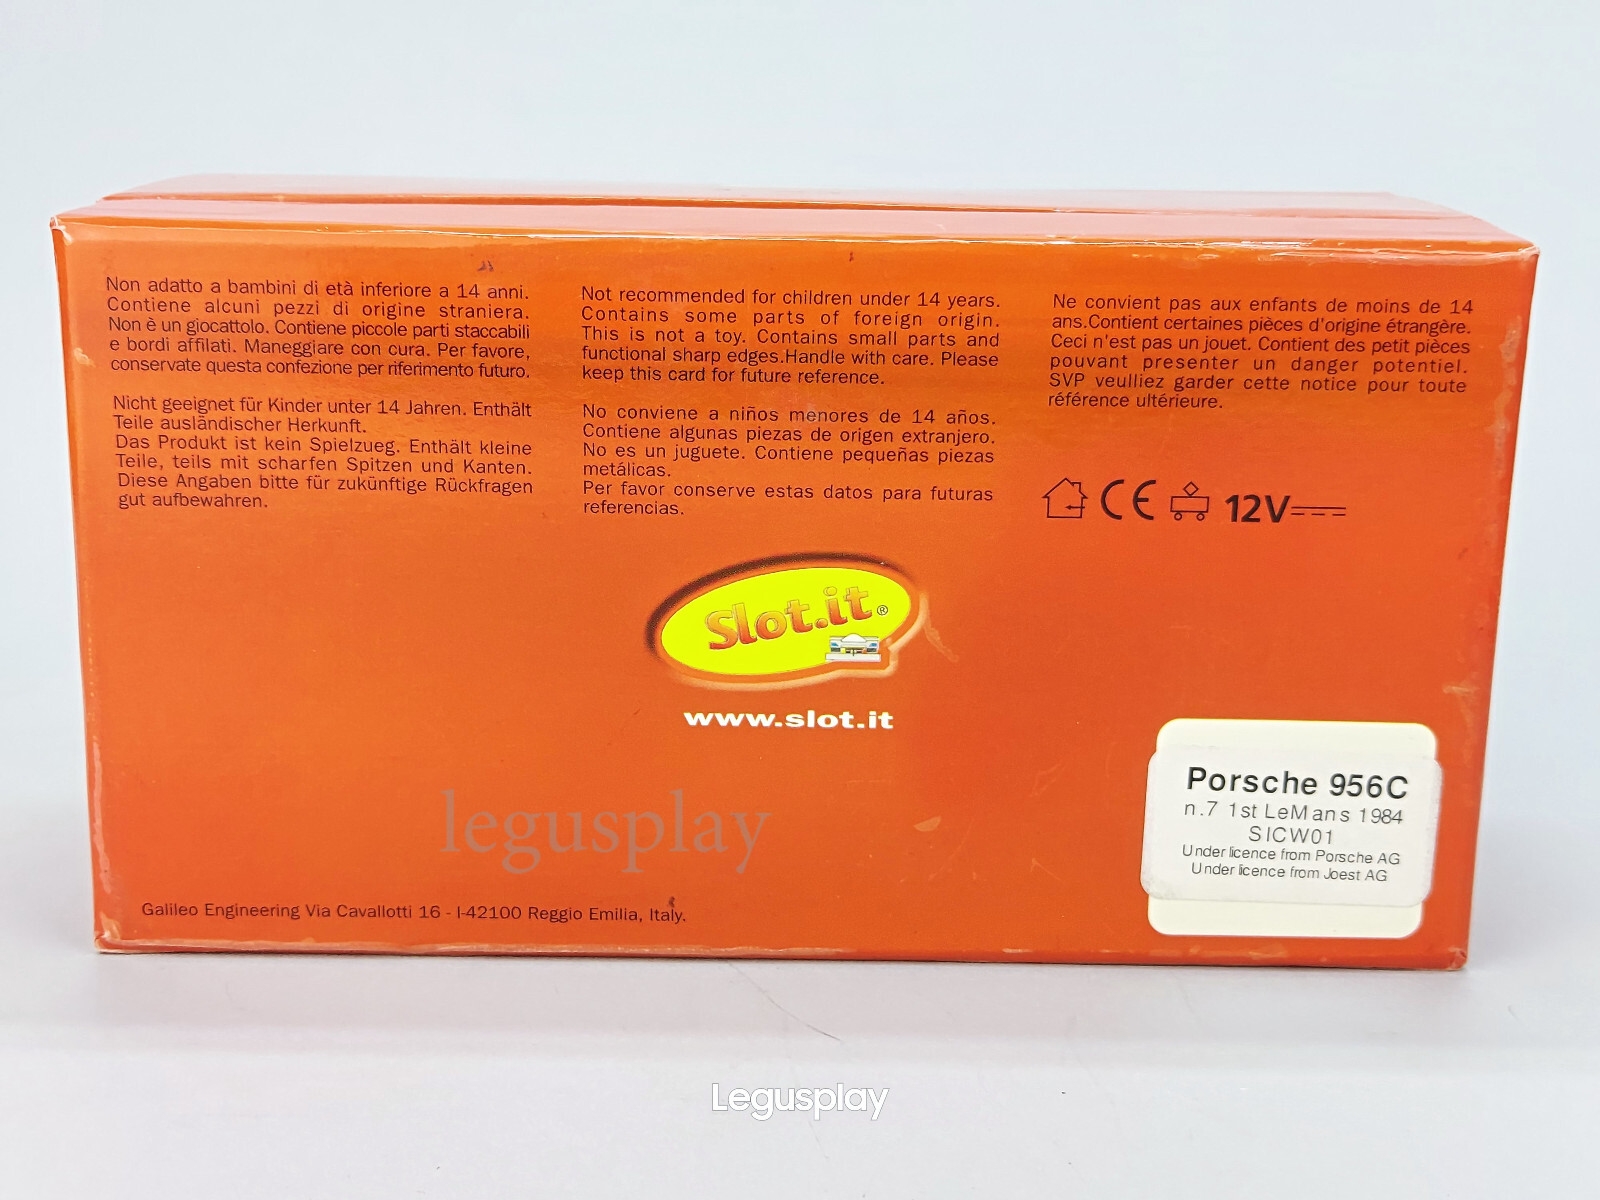 Non adatto a bambini di età inferiore a 14 anni.
Contiene alcuni pezzi di origine straniera.
Non è un giocattolo. Contiene piccole parti staccabili
e bordi affilati. Maneggiare con cura. Per favore,
conservate questa confezione per riferimento futuro.
Nicht geeignet für Kinder unter 14 Jahren. Enthält
Teile ausländischer Herkunft.
Das Produkt ist kein Spielzueg. Enthält kleine
Teile, teils mit scharfen Spitzen und Kanten.
Diese Angaben bitte für zukünftige Rückfragen
gut aufbewahren.
Not recommended for children under 14 years.
Contains some parts of foreign origin.
This is not a toy. Contains small parts and
functional sharp edges.Handle with care. Please
keep this card for future reference.
No conviene a niños menores de 14 años.
Contiene algunas piezas de origen extranjero.
No es un juguete. Contiene pequeñas piezas
metálicas.
Per favor conserve estas datos para futuras
referencias.
Ne convient pas aux enfants de moins de 14
ans.Contient certaines pièces d'origine étrangère.
Ceci n'est pas un jouet. Contient des petit pièces
pouvant presenter un danger potentiel.
SVP veulliez garder cette notice pour toute
référence ultérieure.
CE 12V
Slot.it®
www.slot.it
Porsche 956C
n.7 1st LeMans 1984
SICW01
Under licence from Porsche AG
Under licence from Joest AG
legusplay
Galileo Engineering Via Cavallotti 16 - I-42100 Reggio Emilia, Italy.
Legusplay